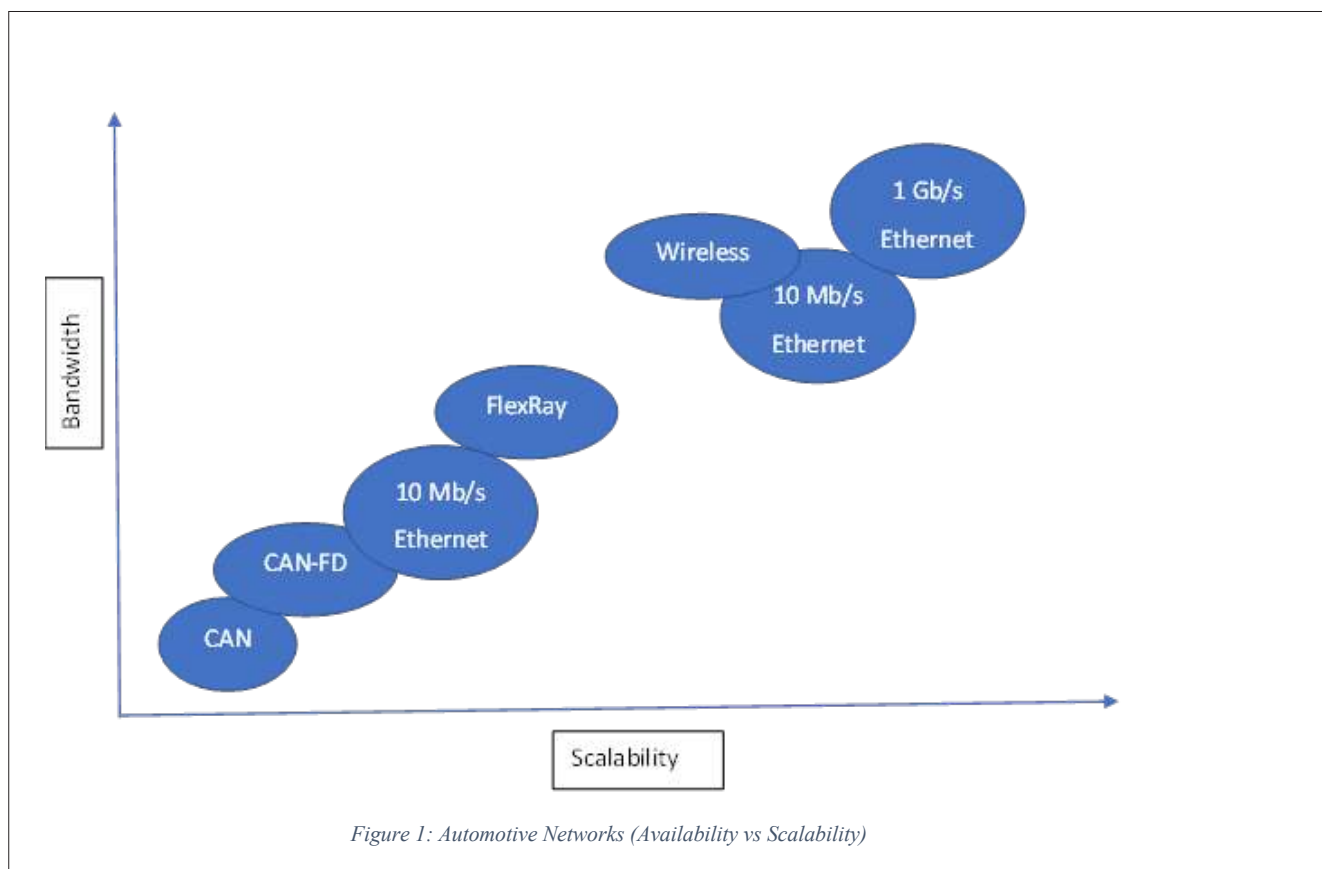 1 Gb/s
Ethernet
Wireless
10 Mb/s
Ethernet
Bandwidth
FlexRay
10 Mb/s
Ethernet
CAN-FD
CAN
Scalability
Figure 1: Automotive Networks (Availability vs Scalability)